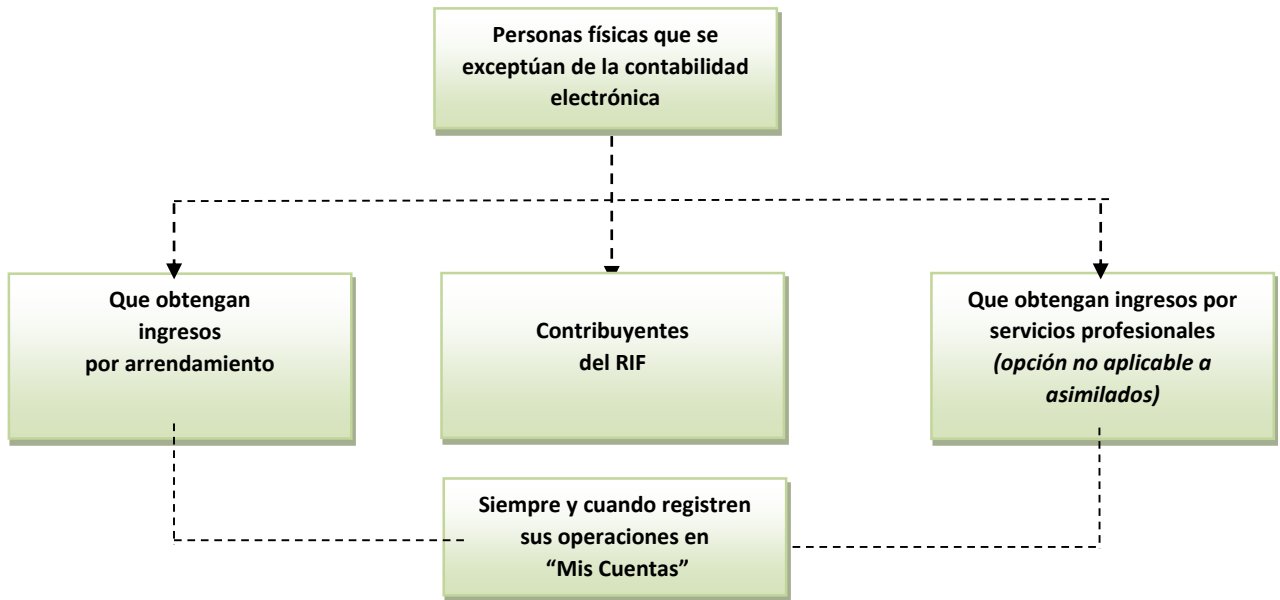 Personas físicas que se
exceptúan de la contabilidad
electrónica
Que obtengan
ingresos
por arrendamiento
Contribuyentes
del RIF
Que obtengan ingresos por
servicios profesionales
(opción no aplicable a
asimilados)
Siempre y cuando registren
sus operaciones en
“Mis Cuentas”